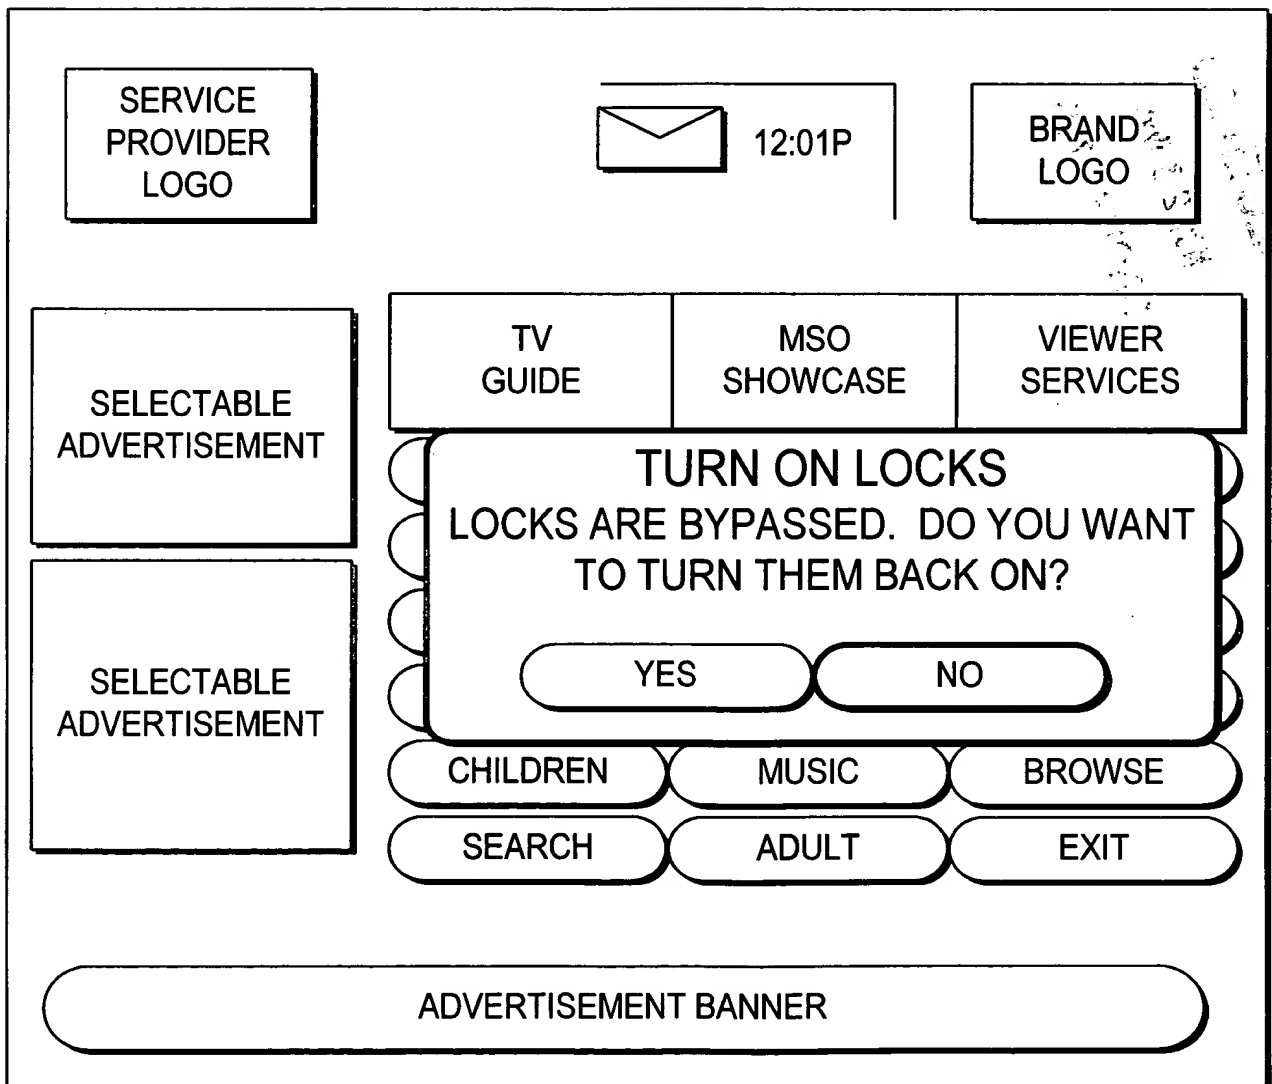 SERVICE
PROVIDER
LOGO
12:01P
BRAND
LOGO
SELECTABLE
ADVERTISEMENT
TV
GUIDE
MSO
SHOWCASE
VIEWER
SERVICES
TURN ON LOCKS
LOCKS ARE BYPASSED. DO YOU WANT
TO TURN THEM BACK ON?
YES
NO
SELECTABLE
ADVERTISEMENT
CHILDREN
MUSIC
BROWSE
SEARCH
ADULT
EXIT
ADVERTISEMENT BANNER